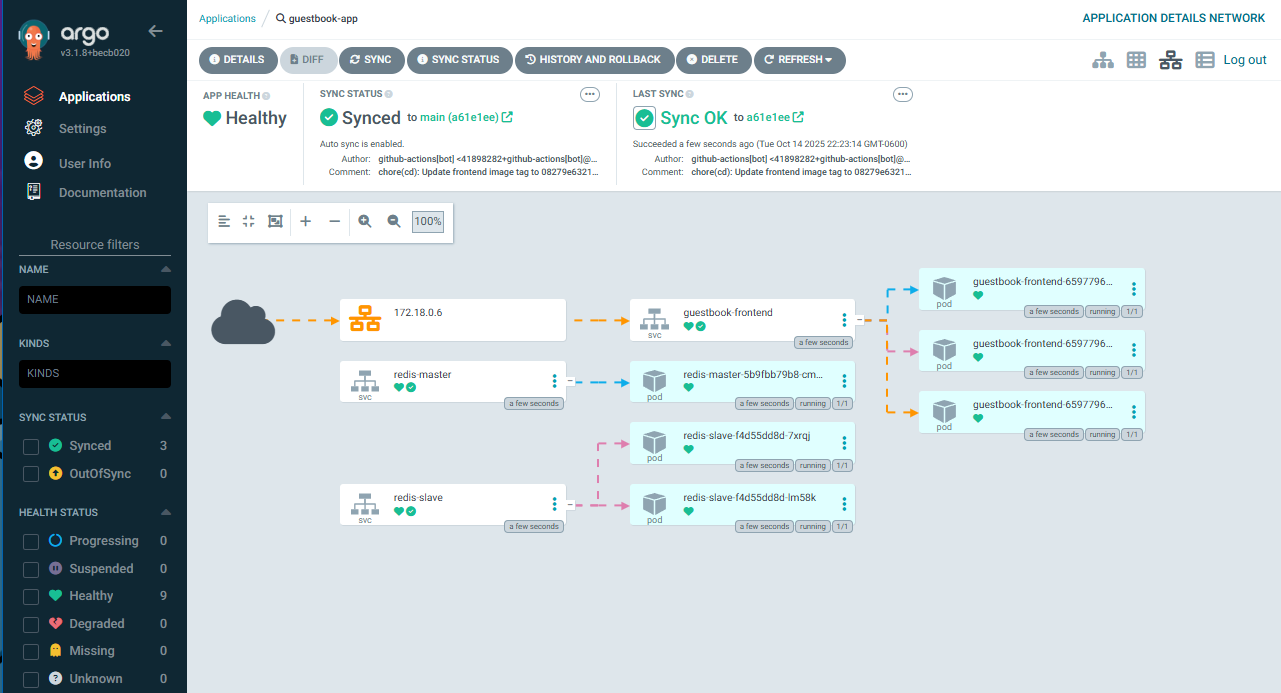 argo
v3.1.8+becb020
Applications
Settings
User Info
Documentation
Resource filters
NAME
NAME
KINDS
KINDS
SYNC STATUS
Synced 3
OutOfSync 0
HEALTH STATUS
Progressing 0
Suspended 0
Healthy 9
Degraded 0
Missing 0
Unknown 0
Applications / guestbook-app
APPLICATION DETAILS NETWORK
DETAILS DIFF SYNC SYNC STATUS HISTORY AND ROLLBACK DELETE REFRESH
Log out
APP HEALTH
Healthy
SYNC STATUS
Synced to main (a61e1ee)
Auto sync is enabled.
Author: github-actions[bot] <41898282+github-actions[bot]@...
Comment: chore(cd): Update frontend image tag to 08279e6321...
LAST SYNC
Sync OK to a61e1ee
Succeeded a few seconds ago (Tue Oct 14 2025 22:23:14 GMT-0600)
Author: github-actions[bot] <41898282+github-actions[bot]@...
Comment: chore(cd): Update frontend image tag to 08279e6321...
100%
172.18.0.6
guestbook-frontend
svc
a few seconds
guestbook-frontend-6597796...
pod
a few seconds running 1/1
guestbook-frontend-6597796...
pod
a few seconds running 1/1
guestbook-frontend-6597796...
pod
a few seconds running 1/1
redis-master
svc
a few seconds
redis-master-5b9fbb79b8-cm...
pod
a few seconds running 1/1
redis-slave-f4d55dd8d-7xrqj
pod
a few seconds running 1/1
redis-slave
svc
a few seconds
redis-slave-f4d55dd8d-lm58k
pod
a few seconds running 1/1